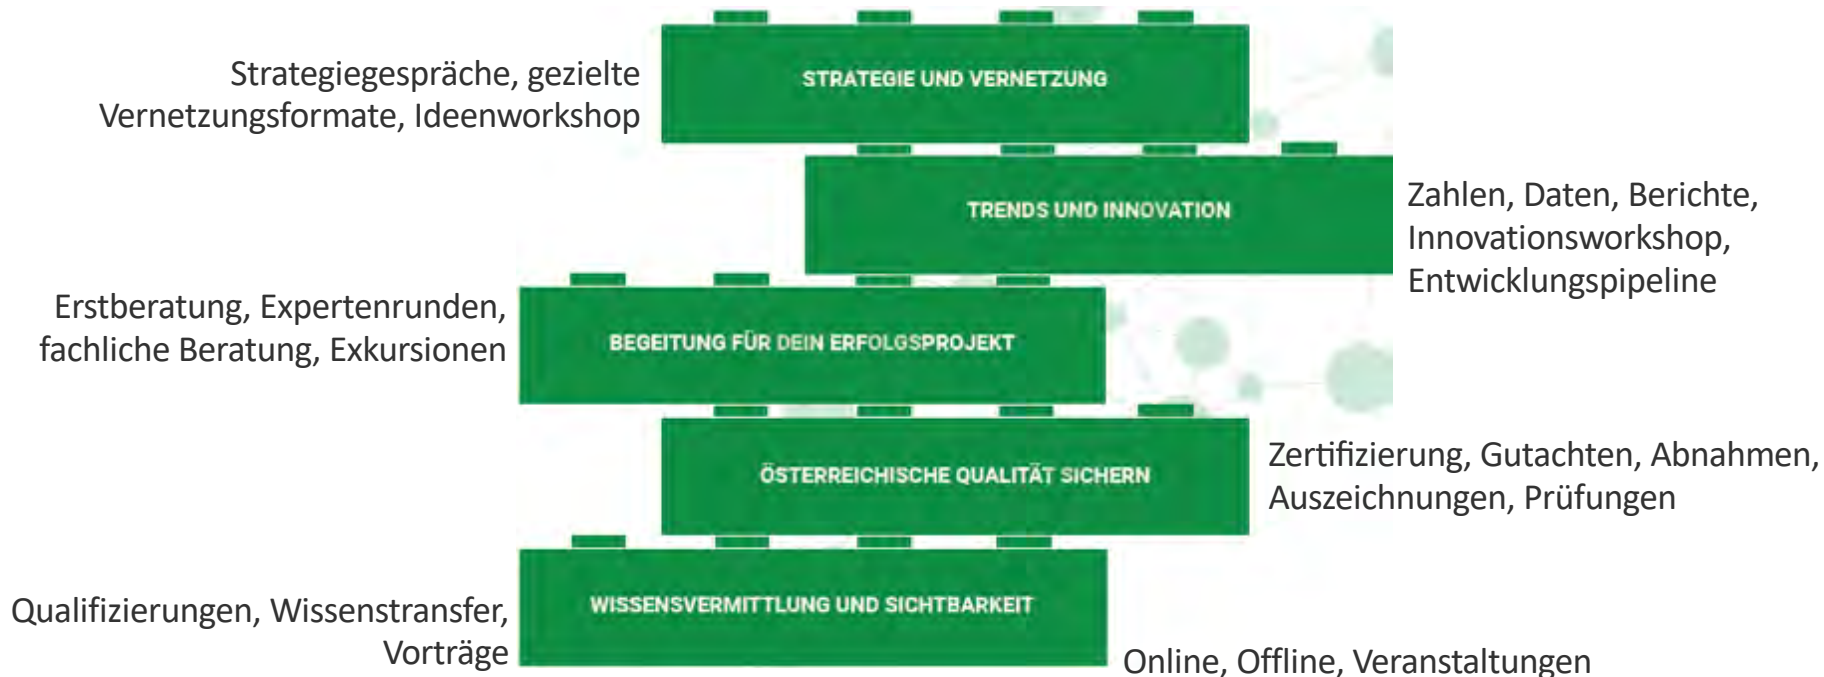 Strategiegespräche, gezielte
Vernetzungsformate, Ideenworkshop
STRATEGIE UND VERNETZUNG
TRENDS UND INNOVATION
Zahlen, Daten, Berichte,
Innovationsworkshop,
Entwicklungspipeline
Erstberatung, Expertenrunden,
fachliche Beratung, Exkursionen
BEGEITUNG FÜR DEIN ERFOLGSPROJEKT
ÖSTERREICHISCHE QUALITÄT SICHERN
Zertifizierung, Gutachten, Abnahmen,
Auszeichnungen, Prüfungen
Qualifizierungen, Wissenstransfer,
Vorträge
WISSENSVERMITTLUNG UND SICHTBARKEIT
Online, Offline, Veranstaltungen